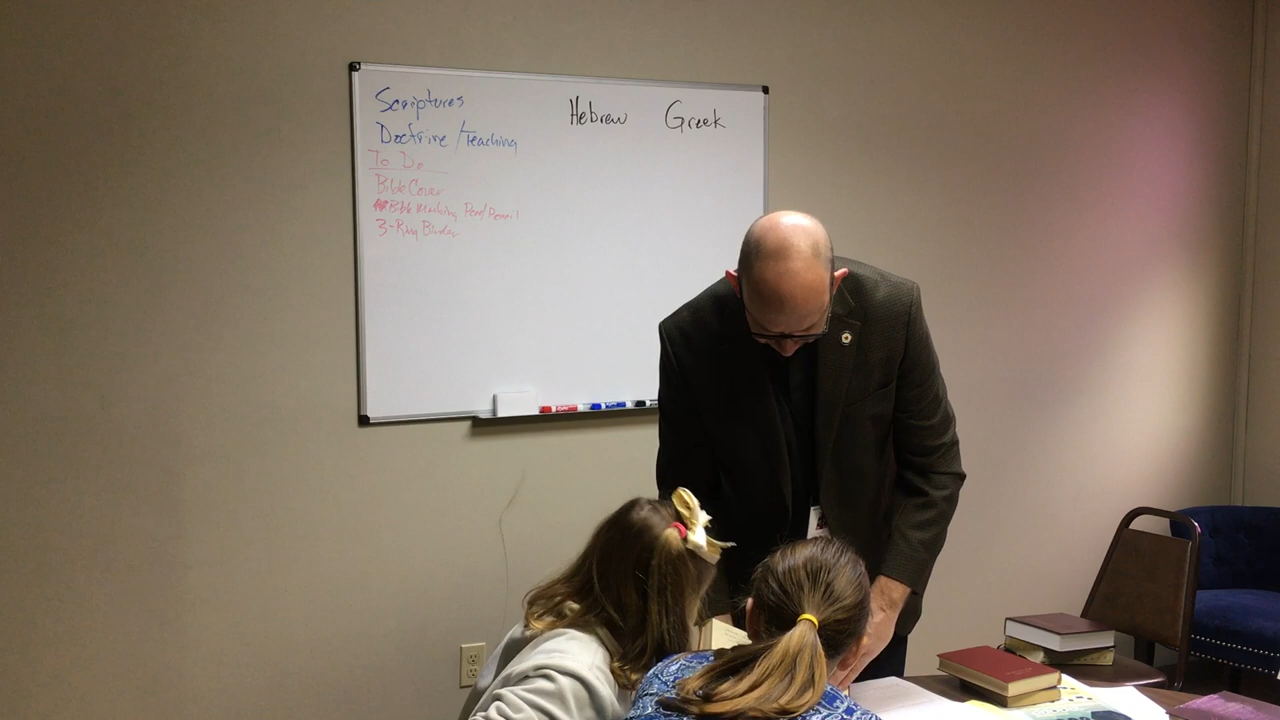 Scriptures
Doctrine/teaching
To Do
Bible Cover
Bible Marking Pen/Pencil
3-Ring Binder
Hebrew Greek